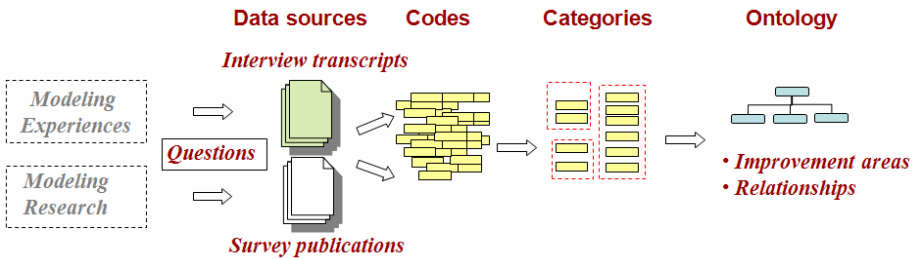 Data sources
Codes
Categories
Ontology
Interview transcripts
Modeling
Experiences
Questions
Modeling
Research
Survey publications
• Improvement areas
• Relationships